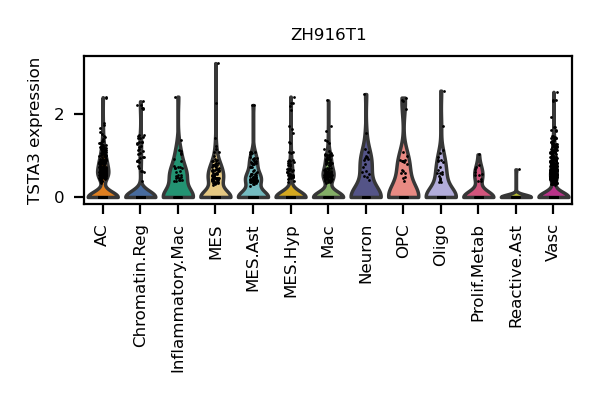 ZH916T1
TSTA3 expression
2
0
AC
Chromatin.Reg
Inflammatory.Mac
MES
MES.Ast
MES.Hyp
Mac
Neuron
OPC
Oligo
Prolif.Metab
Reactive.Ast
Vasc